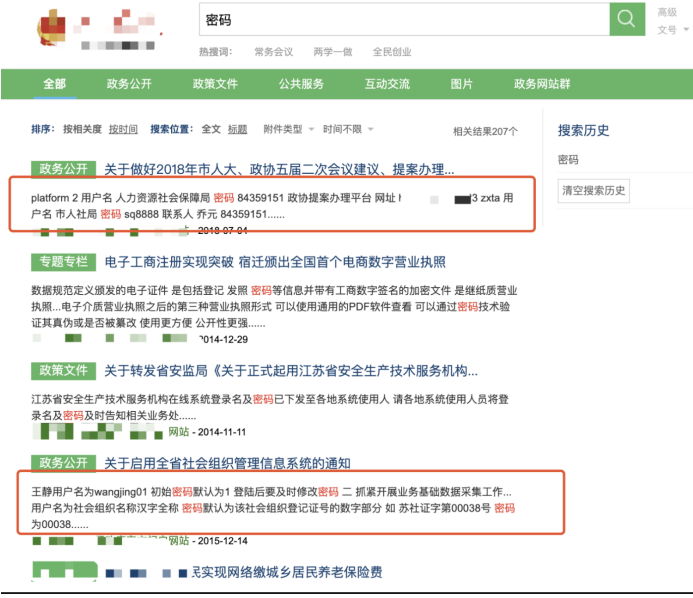 密码
高级
文号
热搜词： 常务会议 两学一做 全民创业
全部 政务公开 政策文件 公共服务 互动交流 图片 政务网站群
排序： 按相关度 按时间 搜索位置： 全文 标题 附件类型 时间不限 相关结果207个
搜索历史
密码
清空搜索历史
政务公开 关于做好2018年市人大、政协五届二次会议建议、提案办理...
platform 2 用户名 人力资源社会保障局 密码 84359151 政协提案办理平台 网址 zxta 用
户名 市人社局 密码 sq8888 联系人 乔元 84359151......
2018-07-04
专题专栏 电子工商注册实现突破 宿迁颁出全国首个电商数字营业执照
数据规范定义颁发的电子证件 是包括登记 发照 密码等信息并带有工商数字签名的加密文件 是继纸质营业
执照...电子介质营业执照之后的第三种营业执照形式 可以使用通用的PDF软件查看 可以通过密码技术验
证其真伪或是否被篡改 使用更方便 公开性更强......
2014-12-29
政策文件 关于转发省安监局《关于正式起用江苏省安全生产技术服务机构...
江苏省安全生产技术服务机构在线系统登录名及密码已下发至各地系统使用人 请各地系统使用人员将登
录名及密码及时告知相关业务处......
网站 - 2014-11-11
政务公开 关于启用全省社会组织管理信息系统的通知
王静用户名为wangjing01 初始密码默认为1 登陆后要及时修改密码 二 抓紧开展业务基础数据采集工作...
用户名为社会组织名称汉字全称 密码默认为该社会组织登记证号的数字部分 如 苏社证字第00038号 密码
为00038......
网站 - 2015-12-14
实现网络缴城乡居民养老保险费